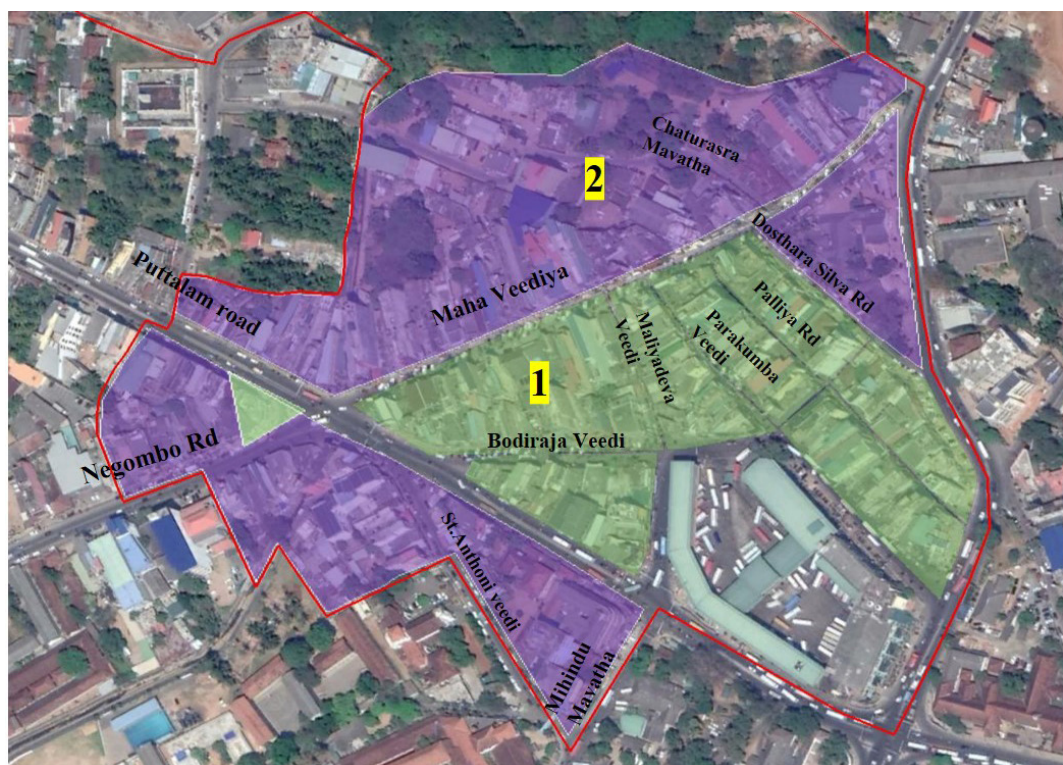 Chaturasra
Mavatha
2
Dosthara Silva Rd
Puttalam road
Maha Veediya
Palliya Rd
Parakumba
Veedi
Maliyadeva
Veedi
1
Bodiraja Veedi
Negombo Rd
St.Anthoni veedi
Mihindu
Mavatha